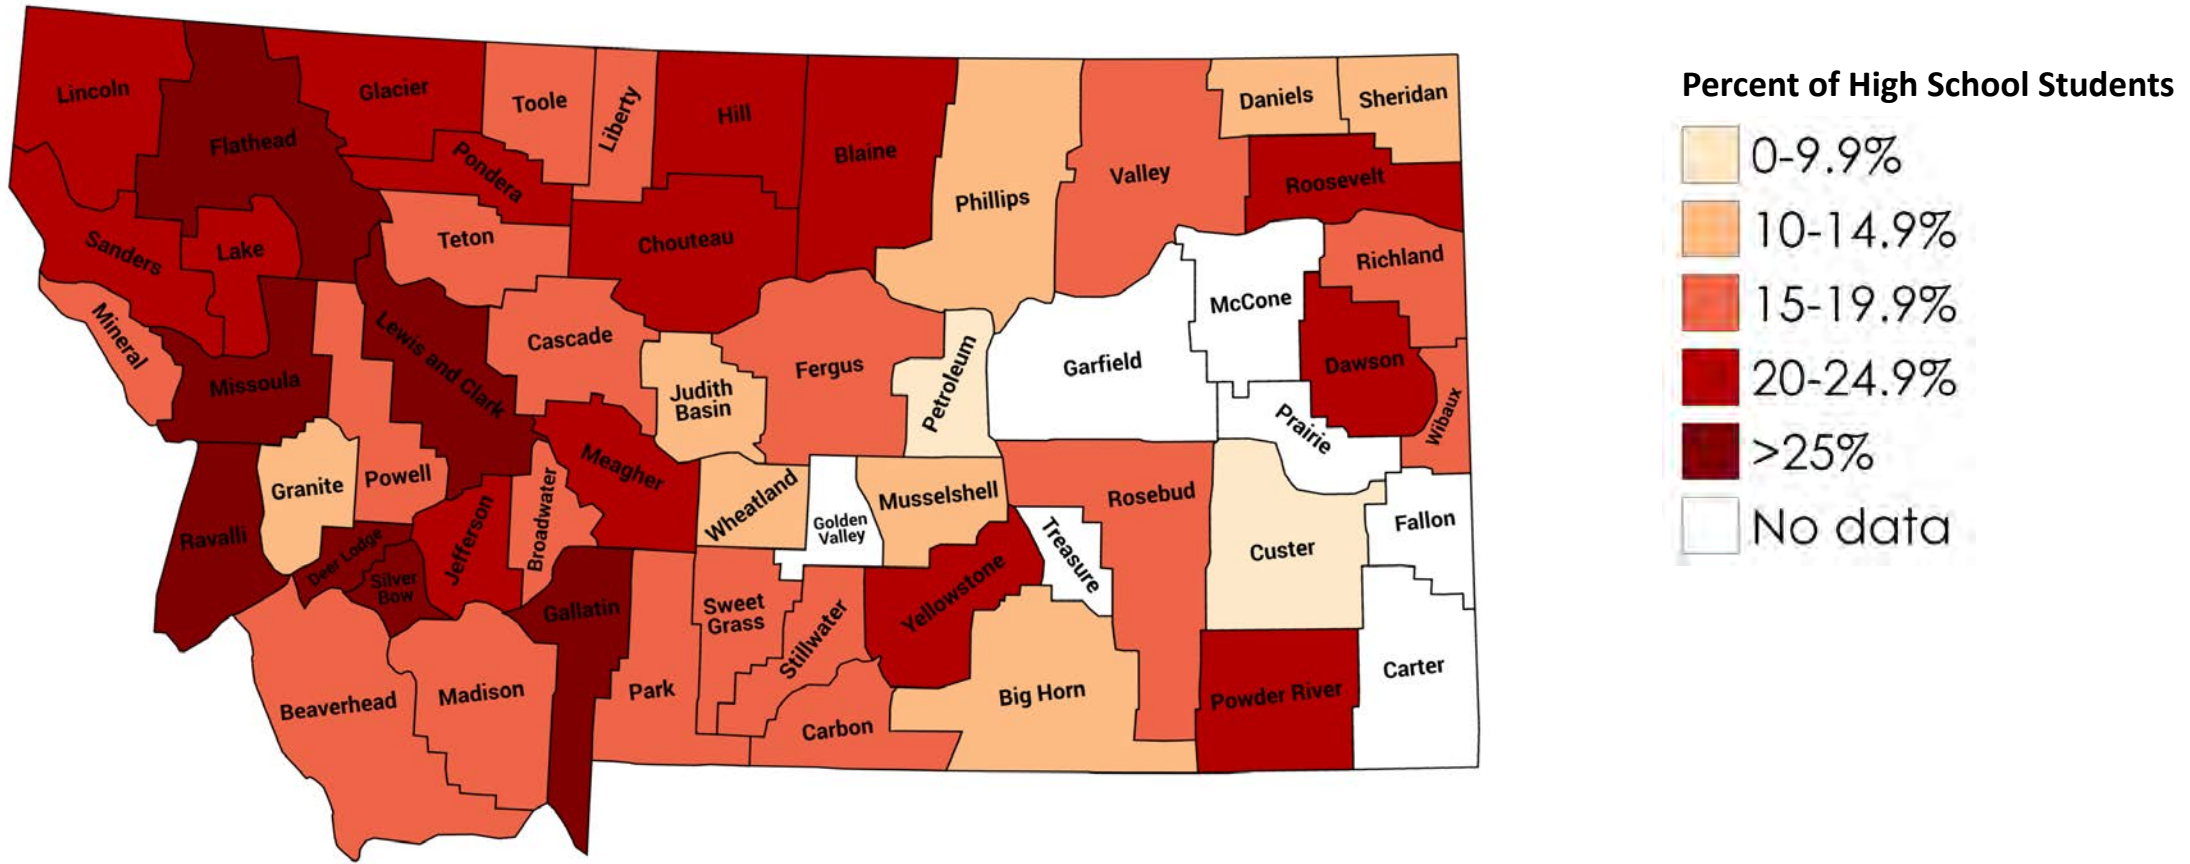 Percent of High School Students
0-9.9%
10-14.9%
15-19.9%
20-24.9%
>25%
No data
Lincoln
Flathead
Glacier
Toole
Liberty
Hill
Blaine
Phillips
Valley
Daniels
Sheridan
Roosevelt
Pondera
Sanders
Lake
Teton
Chouteau
Richland
McCone
Mineral
Missoula
Lewis and Clark
Cascade
Judith
Basin
Fergus
Petroleum
Garfield
Dawson
Prairie
Wibaux
Granite
Powell
Meagher
Broadwater
Jefferson
Wheatland
Golden
Valley
Musselshell
Rosebud
Treasure
Custer
Fallon
Ravalli
Deer Lodge
Silver
Bow
Gallatin
Sweet
Grass
Stillwater
Yellowstone
Beaverhead
Madison
Park
Carbon
Big Horn
Powder River
Carter